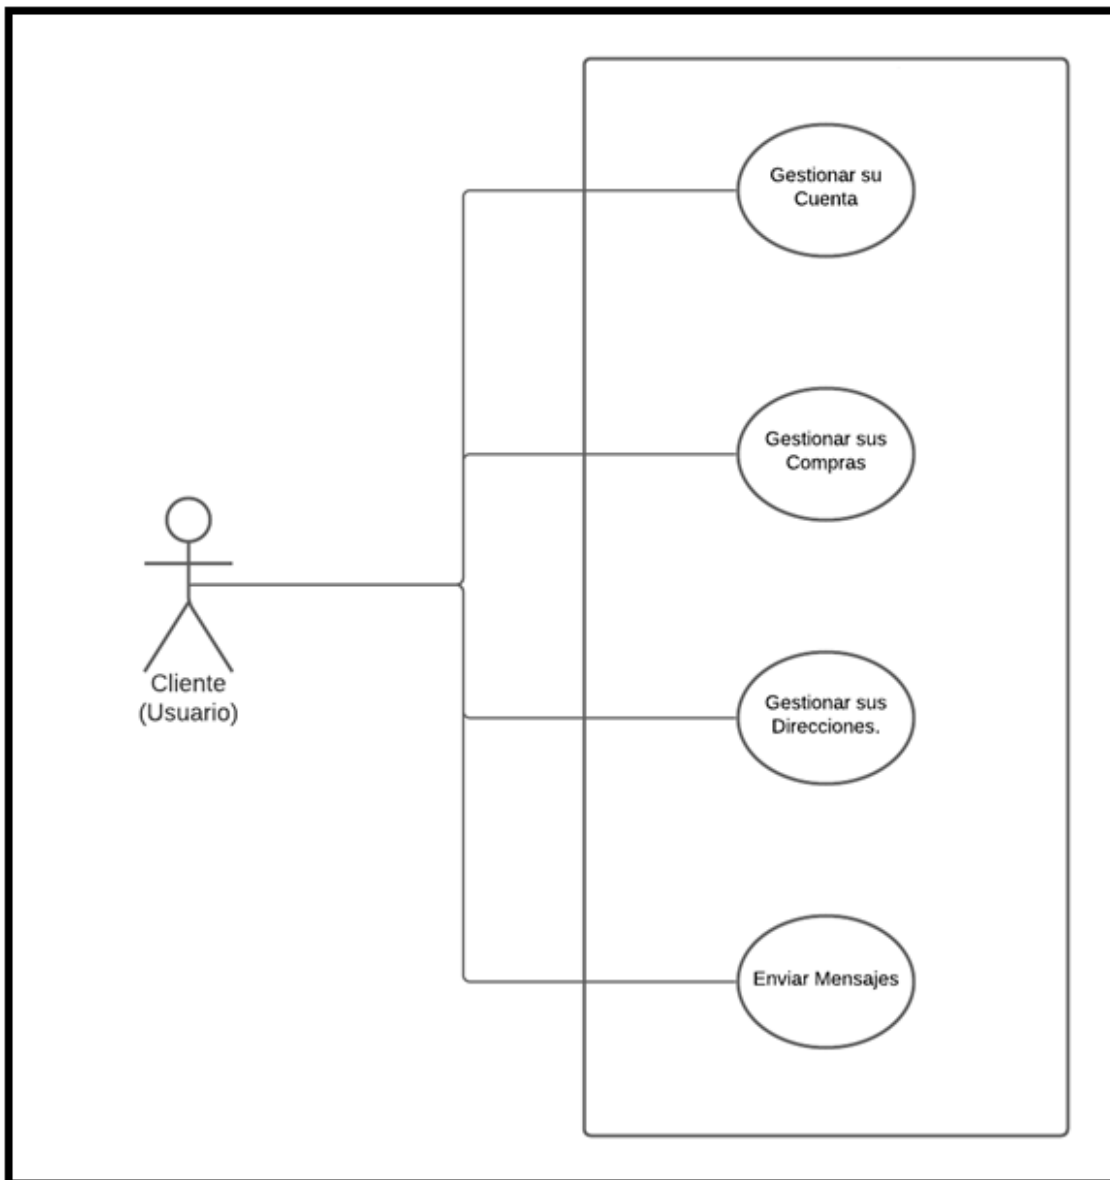 Gestionar su
Cuenta
Gestionar sus
Compras
Cliente
(Usuario)
Gestionar sus
Direcciones.
Enviar Mensajes